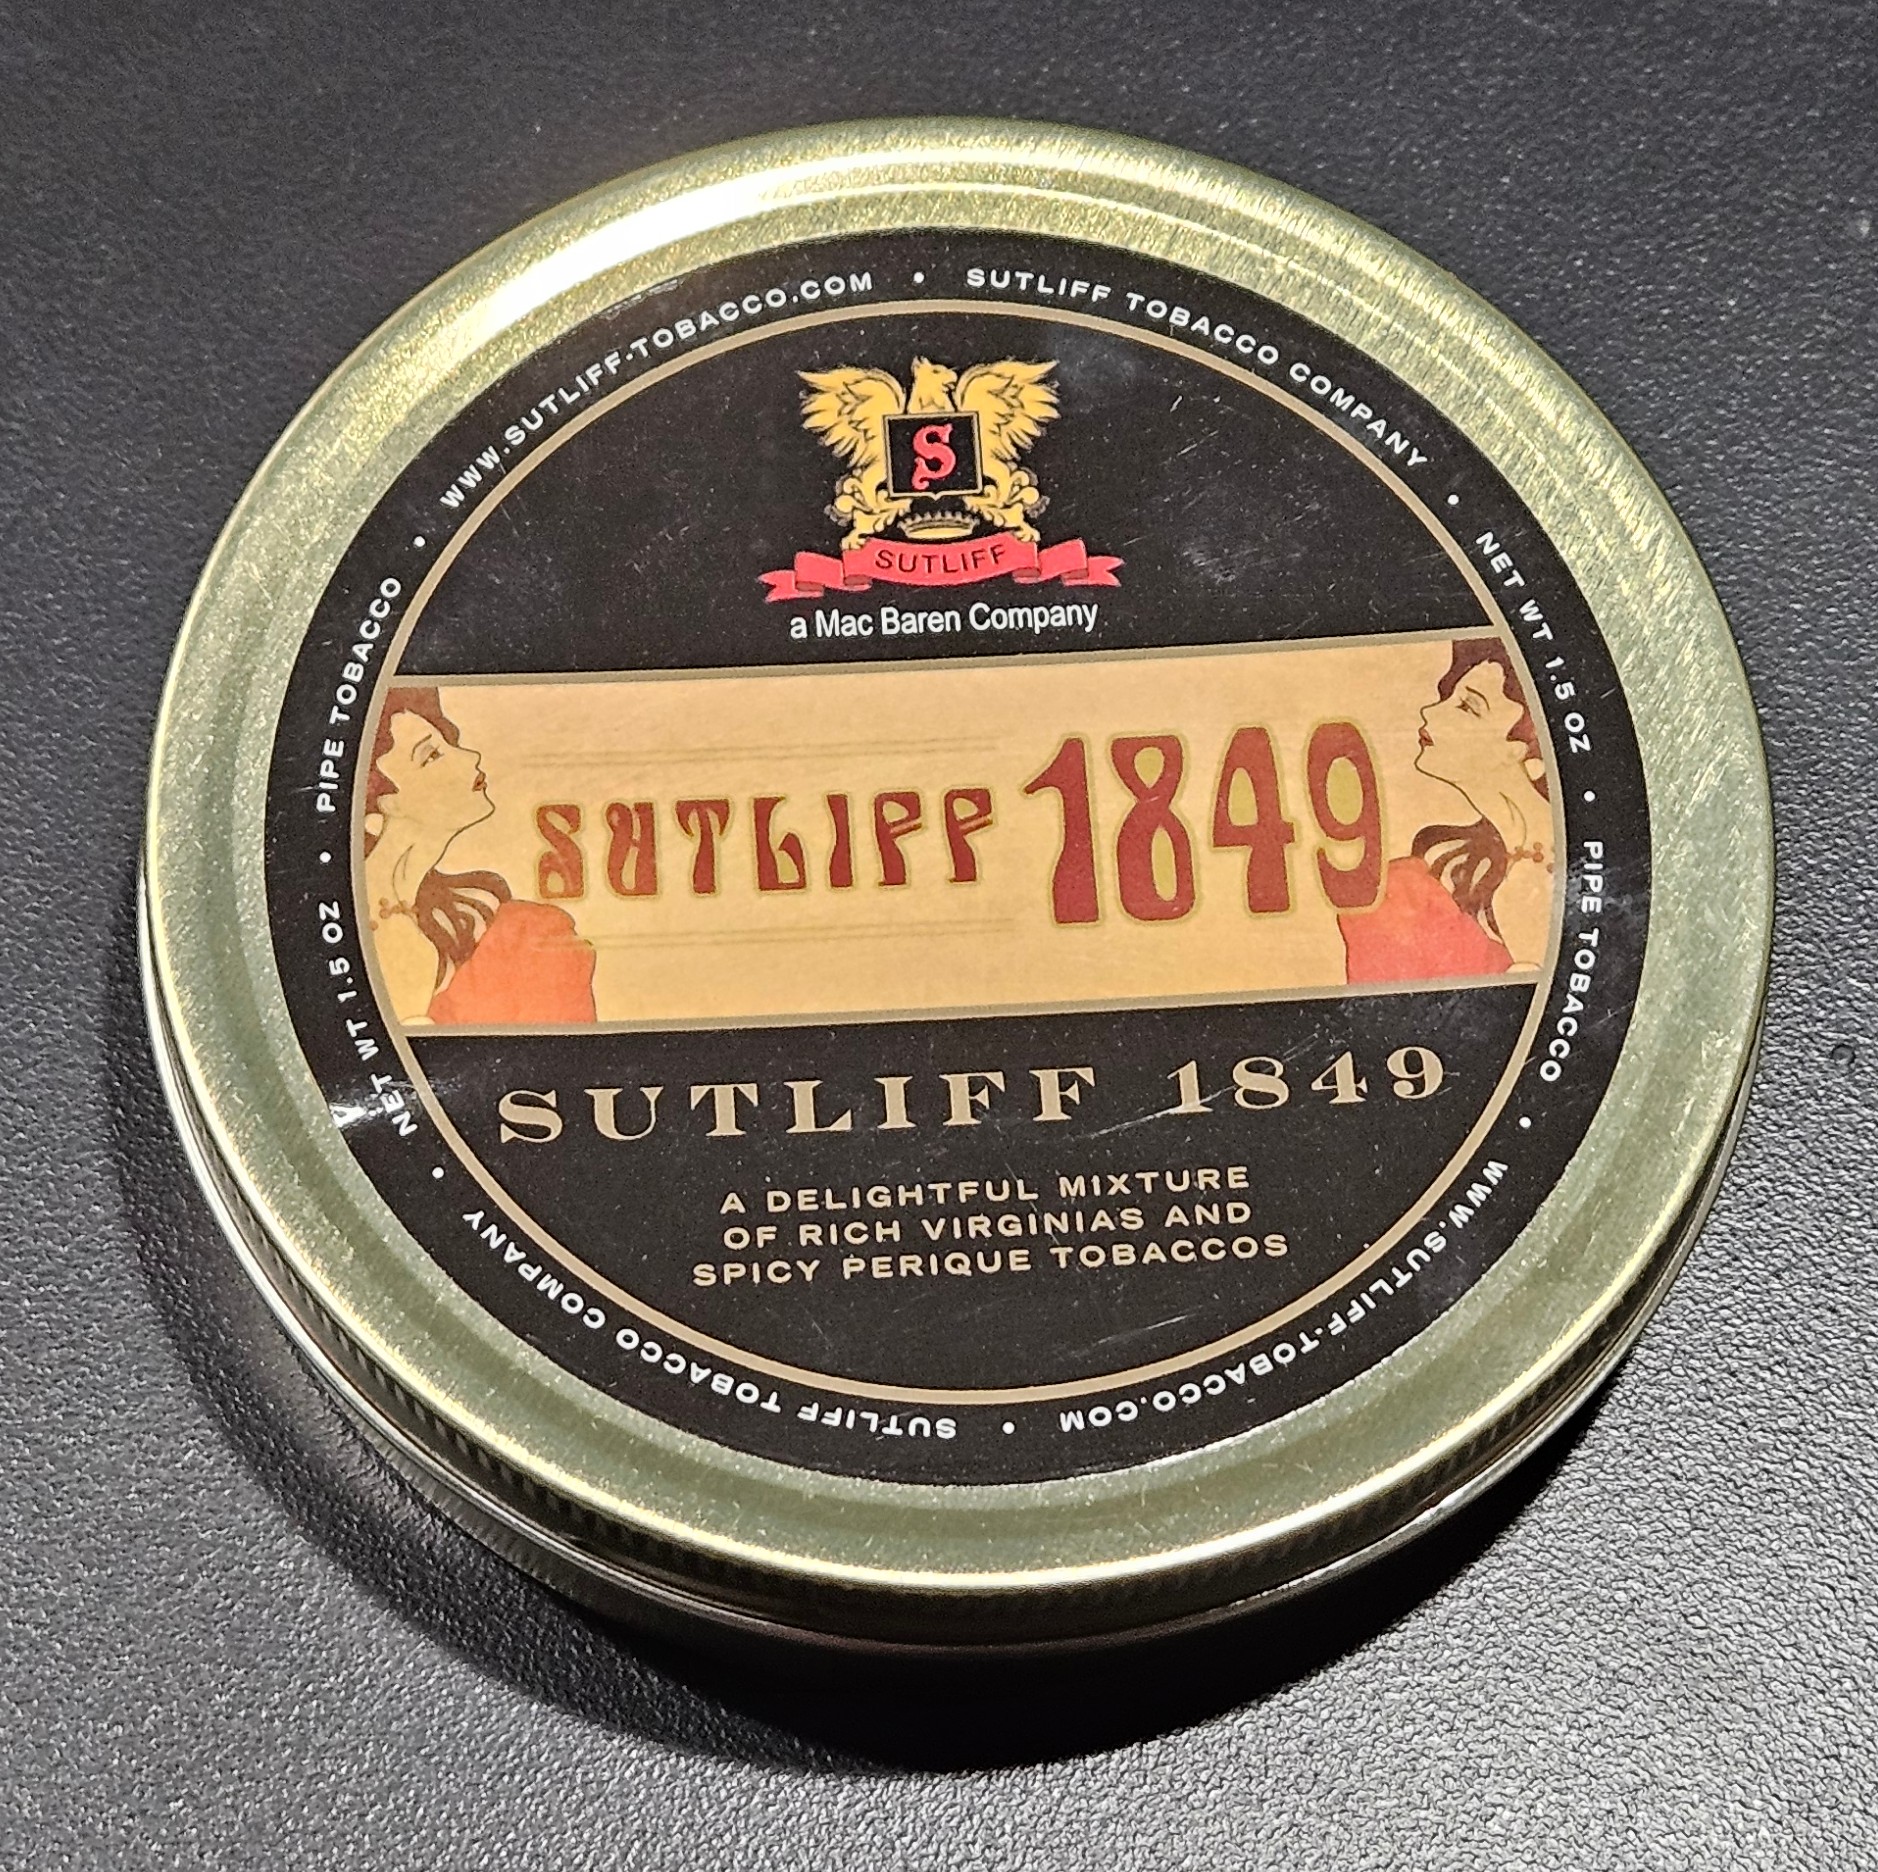 WWW.SUTLIFF-TOBACCO.COM • SUTLIFF TOBACCO COMPANY • NET WT 1.5 OZ • PIPE TOBACCO • WWW.SUTLIFF-TOBACCO.COM • SUTLIFF TOBACCO COMPANY • NET WT 1.5 OZ • PIPE TOBACCO •
S
SUTLIFF
a Mac Baren Company
SUTLIFF 1849
SUTLIFF 1849
A DELIGHTFUL MIXTURE
OF RICH VIRGINIAS AND
SPICY PERIQUE TOBACCOS